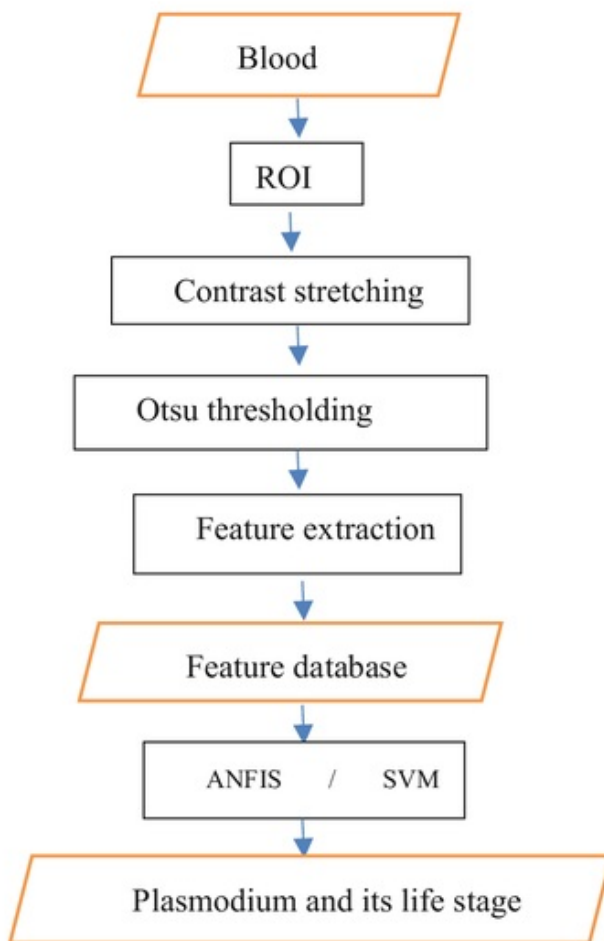 Blood
ROI
Contrast stretching
Otsu thresholding
Feature extraction
Feature database
ANFIS / SVM
Plasmodium and its life stage